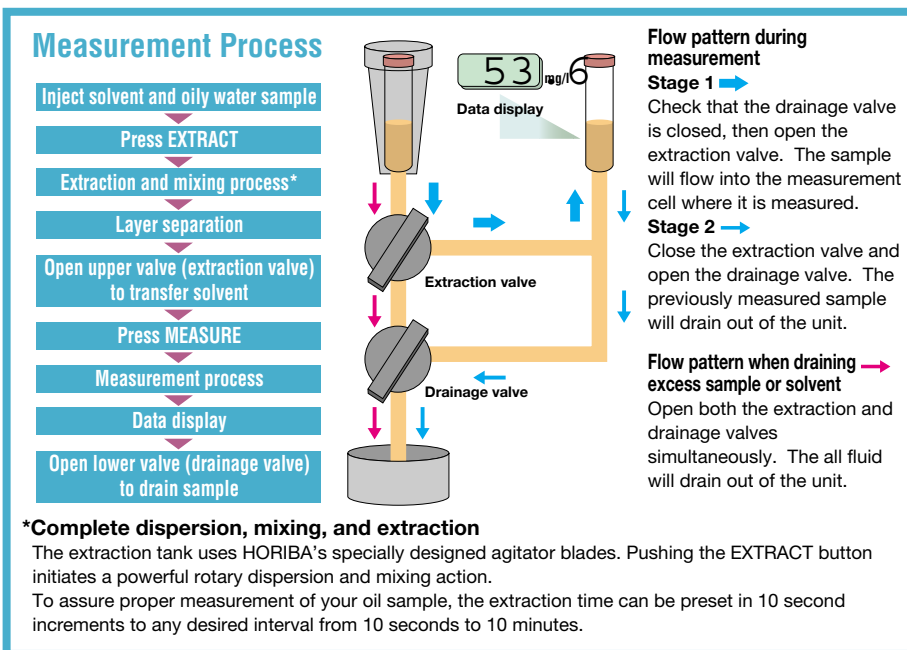 Measurement Process
Inject solvent and oily water sample
Press EXTRACT
Extraction and mixing process*
Layer separation
Open upper valve (extraction valve)
to transfer solvent
Press MEASURE
Measurement process
Data display
Open lower valve (drainage valve)
to drain sample
53.6 mg/l
Data display
Extraction valve
Drainage valve
Flow pattern during
measurement
Stage 1
Check that the drainage valve
is closed, then open the
extraction valve. The sample
will flow into the measurement
cell where it is measured.
Stage 2
Close the extraction valve and
open the drainage valve. The
previously measured sample
will drain out of the unit.
Flow pattern when draining
excess sample or solvent
Open both the extraction and
drainage valves
simultaneously. The all fluid
will drain out of the unit.
*Complete dispersion, mixing, and extraction
The extraction tank uses HORIBA's specially designed agitator blades. Pushing the EXTRACT button
initiates a powerful rotary dispersion and mixing action.
To assure proper measurement of your oil sample, the extraction time can be preset in 10 second
increments to any desired interval from 10 seconds to 10 minutes.